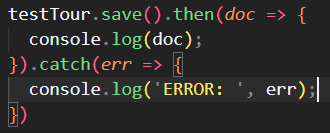 testTour.save().then(doc => {
  console.log(doc);
}).catch(err => {
  console.log('ERROR: ', err);
})